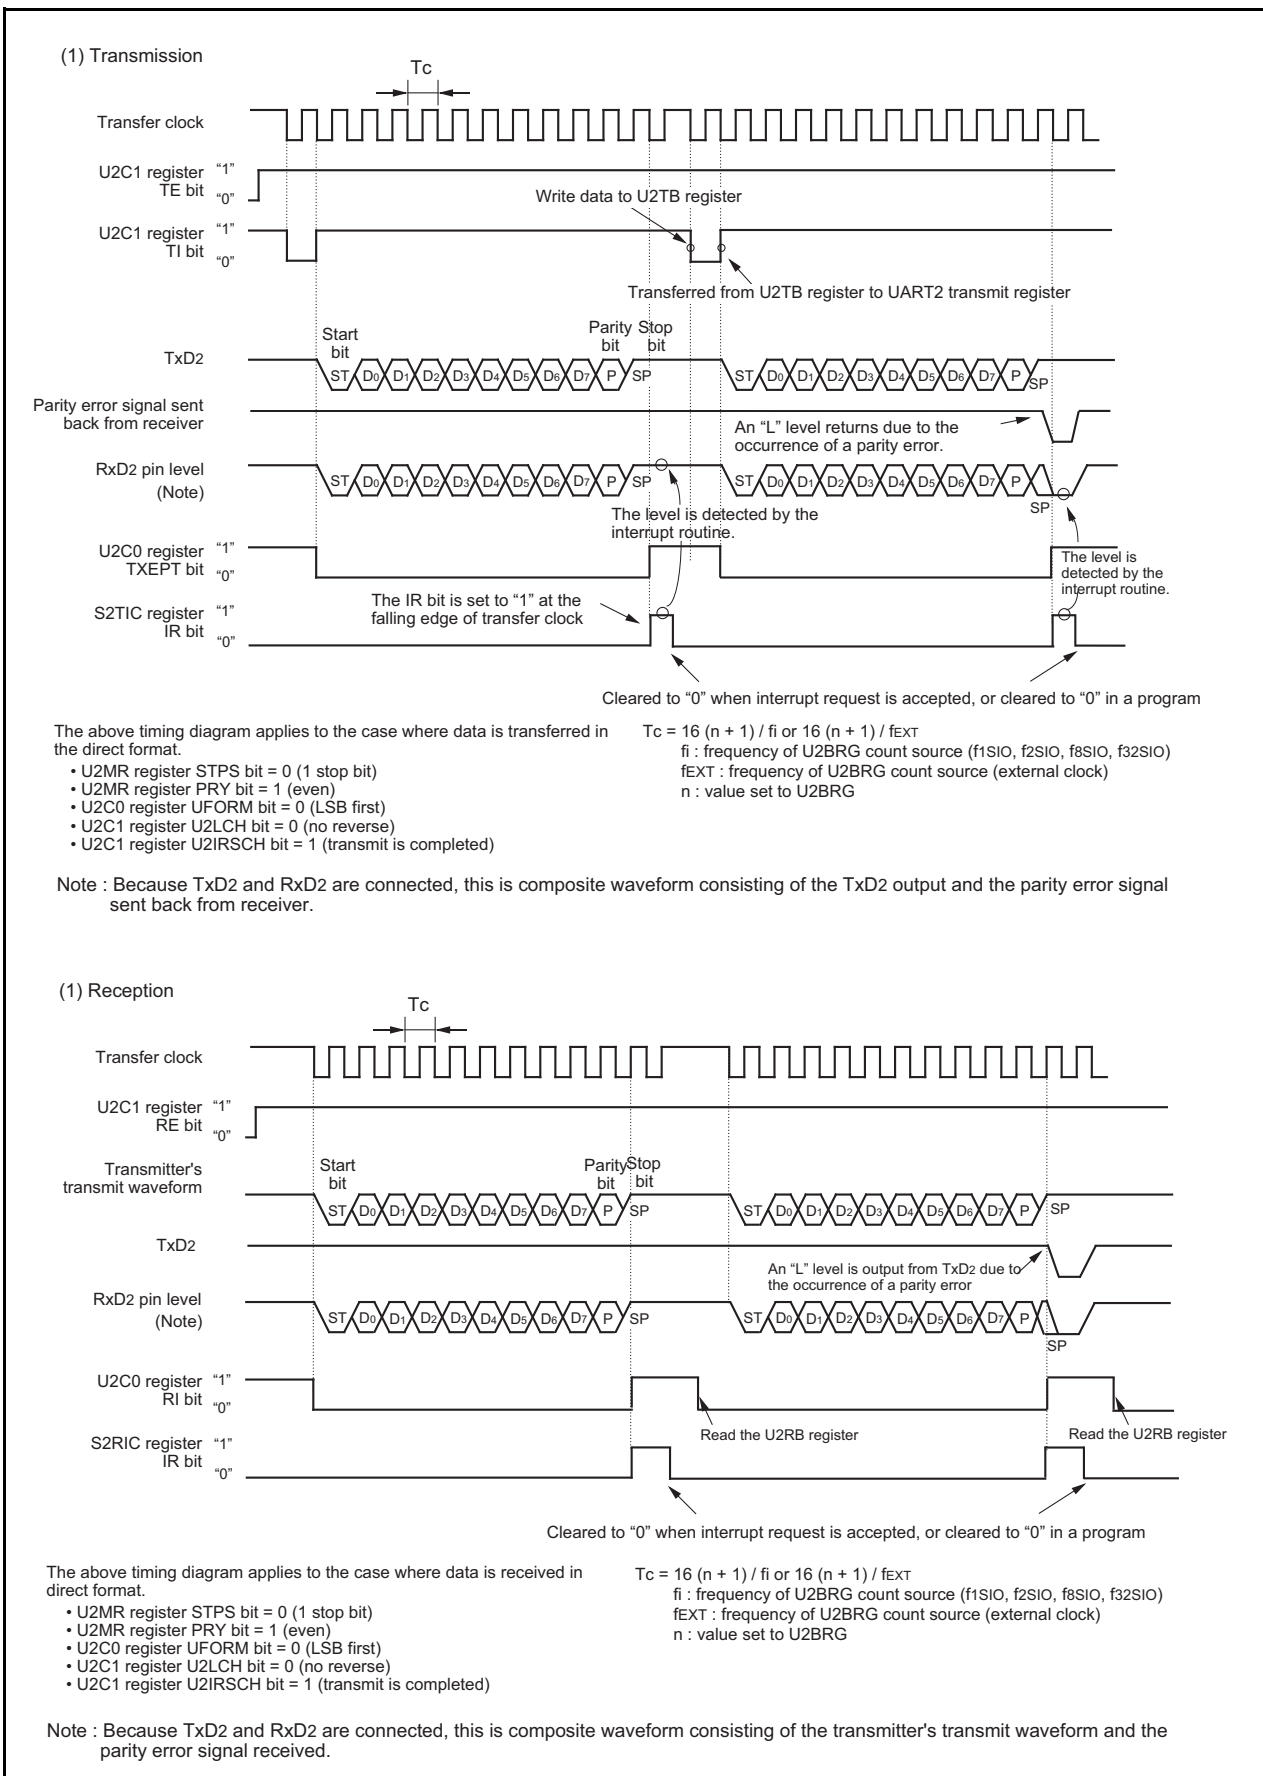 (1) Transmission
Tc
Transfer clock
U2C1 register
TE bit
“1”
“0”
Write data to U2TB register
U2C1 register
TI bit
“1”
“0”
Transferred from U2TB register to UART2 transmit register
Start
bit
Parity
bit
Stop
bit
TxD2
ST D0 D1 D2 D3 D4 D5 D6 D7 P SP
ST D0 D1 D2 D3 D4 D5 D6 D7 P SP
Parity error signal sent
back from receiver
An “L” level returns due to the
occurrence of a parity error.
RxD2 pin level
(Note)
ST D0 D1 D2 D3 D4 D5 D6 D7 P SP
ST D0 D1 D2 D3 D4 D5 D6 D7 P
SP
The level is detected by the
interrupt routine.
U2C0 register
TXEPT bit
“1”
“0”
The level is
detected by the
interrupt routine.
The IR bit is set to “1” at the
falling edge of transfer clock
S2TIC register
IR bit
“1”
“0”
Cleared to “0” when interrupt request is accepted, or cleared to “0” in a program
The above timing diagram applies to the case where data is transferred in
the direct format.
• U2MR register STPS bit = 0 (1 stop bit)
• U2MR register PRY bit = 1 (even)
• U2C0 register UFORM bit = 0 (LSB first)
• U2C1 register U2LCH bit = 0 (no reverse)
• U2C1 register U2IRSCH bit = 1 (transmit is completed)
Tc = 16 (n + 1) / fi or 16 (n + 1) / fEXT
fi : frequency of U2BRG count source (f1SIO, f2SIO, f8SIO, f32SIO)
fEXT : frequency of U2BRG count source (external clock)
n : value set to U2BRG
Note : Because TxD2 and RxD2 are connected, this is composite waveform consisting of the TxD2 output and the parity error signal
sent back from receiver.
(1) Reception
Tc
Transfer clock
U2C1 register
RE bit
“1”
“0”
Start
bit
Parity
bit
Stop
bit
Transmitter's
transmit waveform
ST D0 D1 D2 D3 D4 D5 D6 D7 P SP
ST D0 D1 D2 D3 D4 D5 D6 D7 P SP
TxD2
An “L” level is output from TxD2 due to
the occurrence of a parity error
RxD2 pin level
(Note)
ST D0 D1 D2 D3 D4 D5 D6 D7 P SP
ST D0 D1 D2 D3 D4 D5 D6 D7 P
SP
U2C0 register
RI bit
“1”
“0”
Read the U2RB register
Read the U2RB register
S2RIC register
IR bit
“1”
“0”
Cleared to “0” when interrupt request is accepted, or cleared to “0” in a program
The above timing diagram applies to the case where data is received in
direct format.
• U2MR register STPS bit = 0 (1 stop bit)
• U2MR register PRY bit = 1 (even)
• U2C0 register UFORM bit = 0 (LSB first)
• U2C1 register U2LCH bit = 0 (no reverse)
• U2C1 register U2IRSCH bit = 1 (transmit is completed)
Tc = 16 (n + 1) / fi or 16 (n + 1) / fEXT
fi : frequency of U2BRG count source (f1SIO, f2SIO, f8SIO, f32SIO)
fEXT : frequency of U2BRG count source (external clock)
n : value set to U2BRG
Note : Because TxD2 and RxD2 are connected, this is composite waveform consisting of the transmitter's transmit waveform and the
parity error signal received.